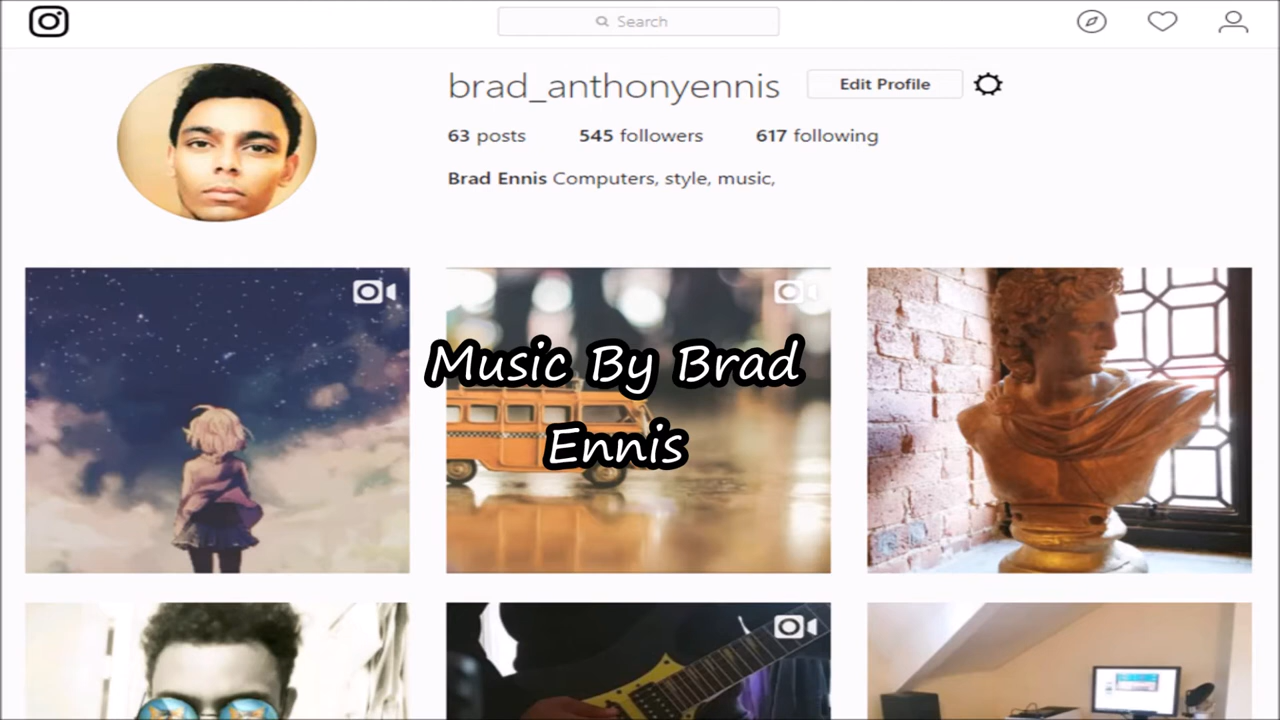 Search
brad_anthonyennis Edit Profile
63 posts 545 followers 617 following
Brad Ennis Computers, style, music,
Music By Brad
Ennis